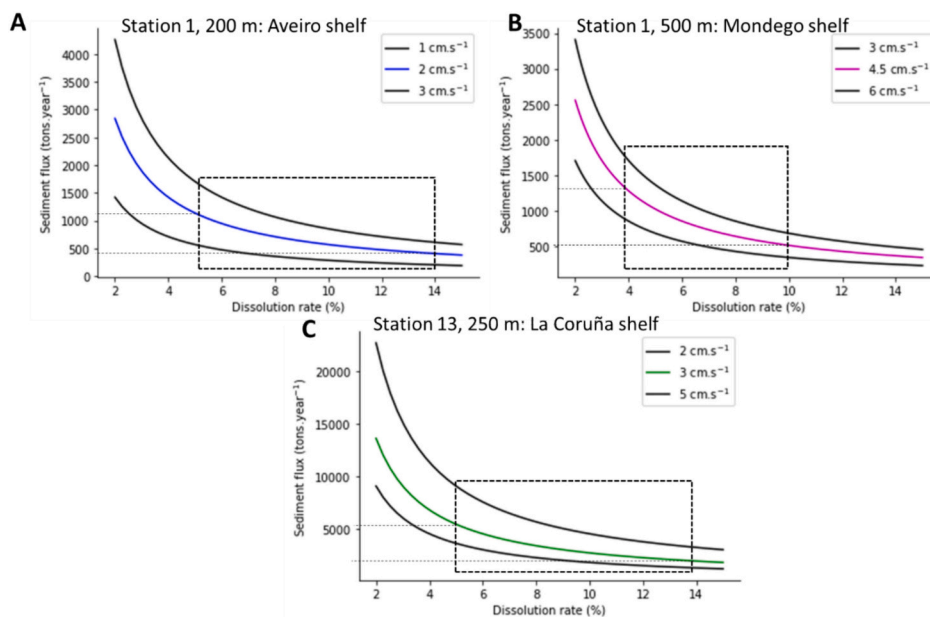 A
Station 1, 200 m: Aveiro shelf
4000
3500
3000
2500
2000
1500
1000
500
0
Sediment flux (tons.year⁻¹)
1 cm.s⁻¹
2 cm.s⁻¹
3 cm.s⁻¹
2 4 6 8 10 12 14
Dissolution rate (%)
B
Station 1, 500 m: Mondego shelf
3500
3000
2500
2000
1500
1000
500
Sediment flux (tons.year⁻¹)
3 cm.s⁻¹
4.5 cm.s⁻¹
6 cm.s⁻¹
2 4 6 8 10 12 14
Dissolution rate (%)
C
Station 13, 250 m: La Coruña shelf
20000
15000
10000
5000
Sediment flux (tons.year⁻¹)
2 cm.s⁻¹
3 cm.s⁻¹
5 cm.s⁻¹
2 4 6 8 10 12 14
Dissolution rate (%)